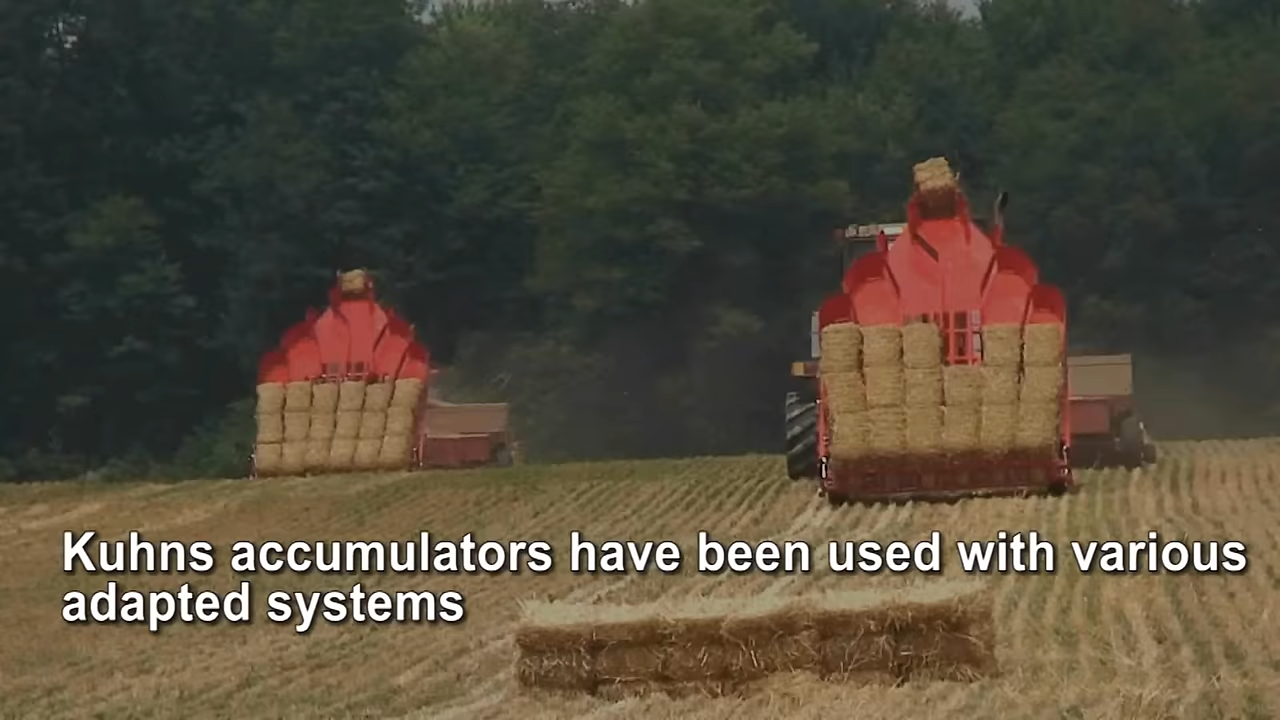 Kuhns accumulators have been used with various
adapted systems